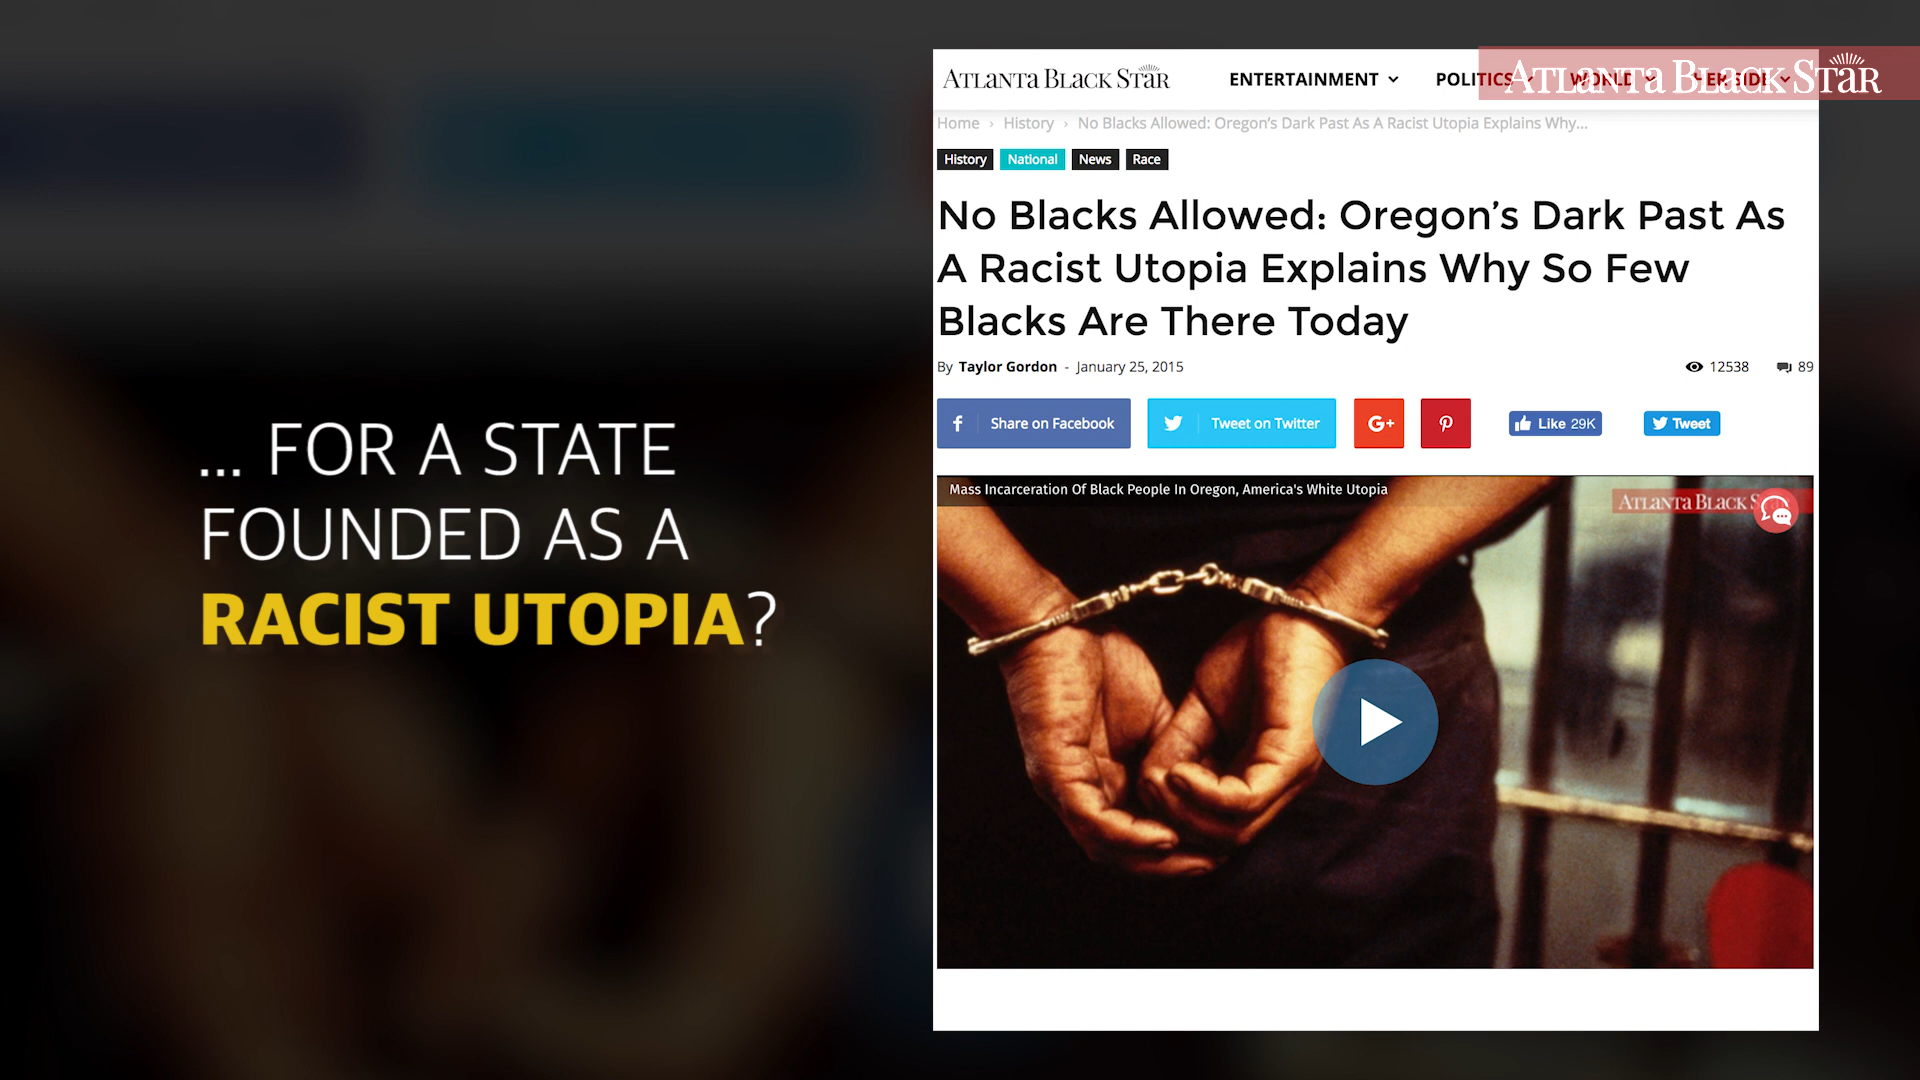 ... FOR A STATE
FOUNDED AS A
RACIST UTOPIA?
ATLANTA BLACK STAR
ENTERTAINMENT
POLITICS
WORLD
HER SIDE
ATLANTA BLACK STAR
Home › History › No Blacks Allowed: Oregon’s Dark Past As A Racist Utopia Explains Why...
History National News Race
No Blacks Allowed: Oregon’s Dark Past As
A Racist Utopia Explains Why So Few
Blacks Are There Today
By Taylor Gordon - January 25, 2015
12538 89
Share on Facebook
Tweet on Twitter
G+
Like 29K
Tweet
Mass Incarceration Of Black People In Oregon, America's White Utopia
ATLANTA BLACK